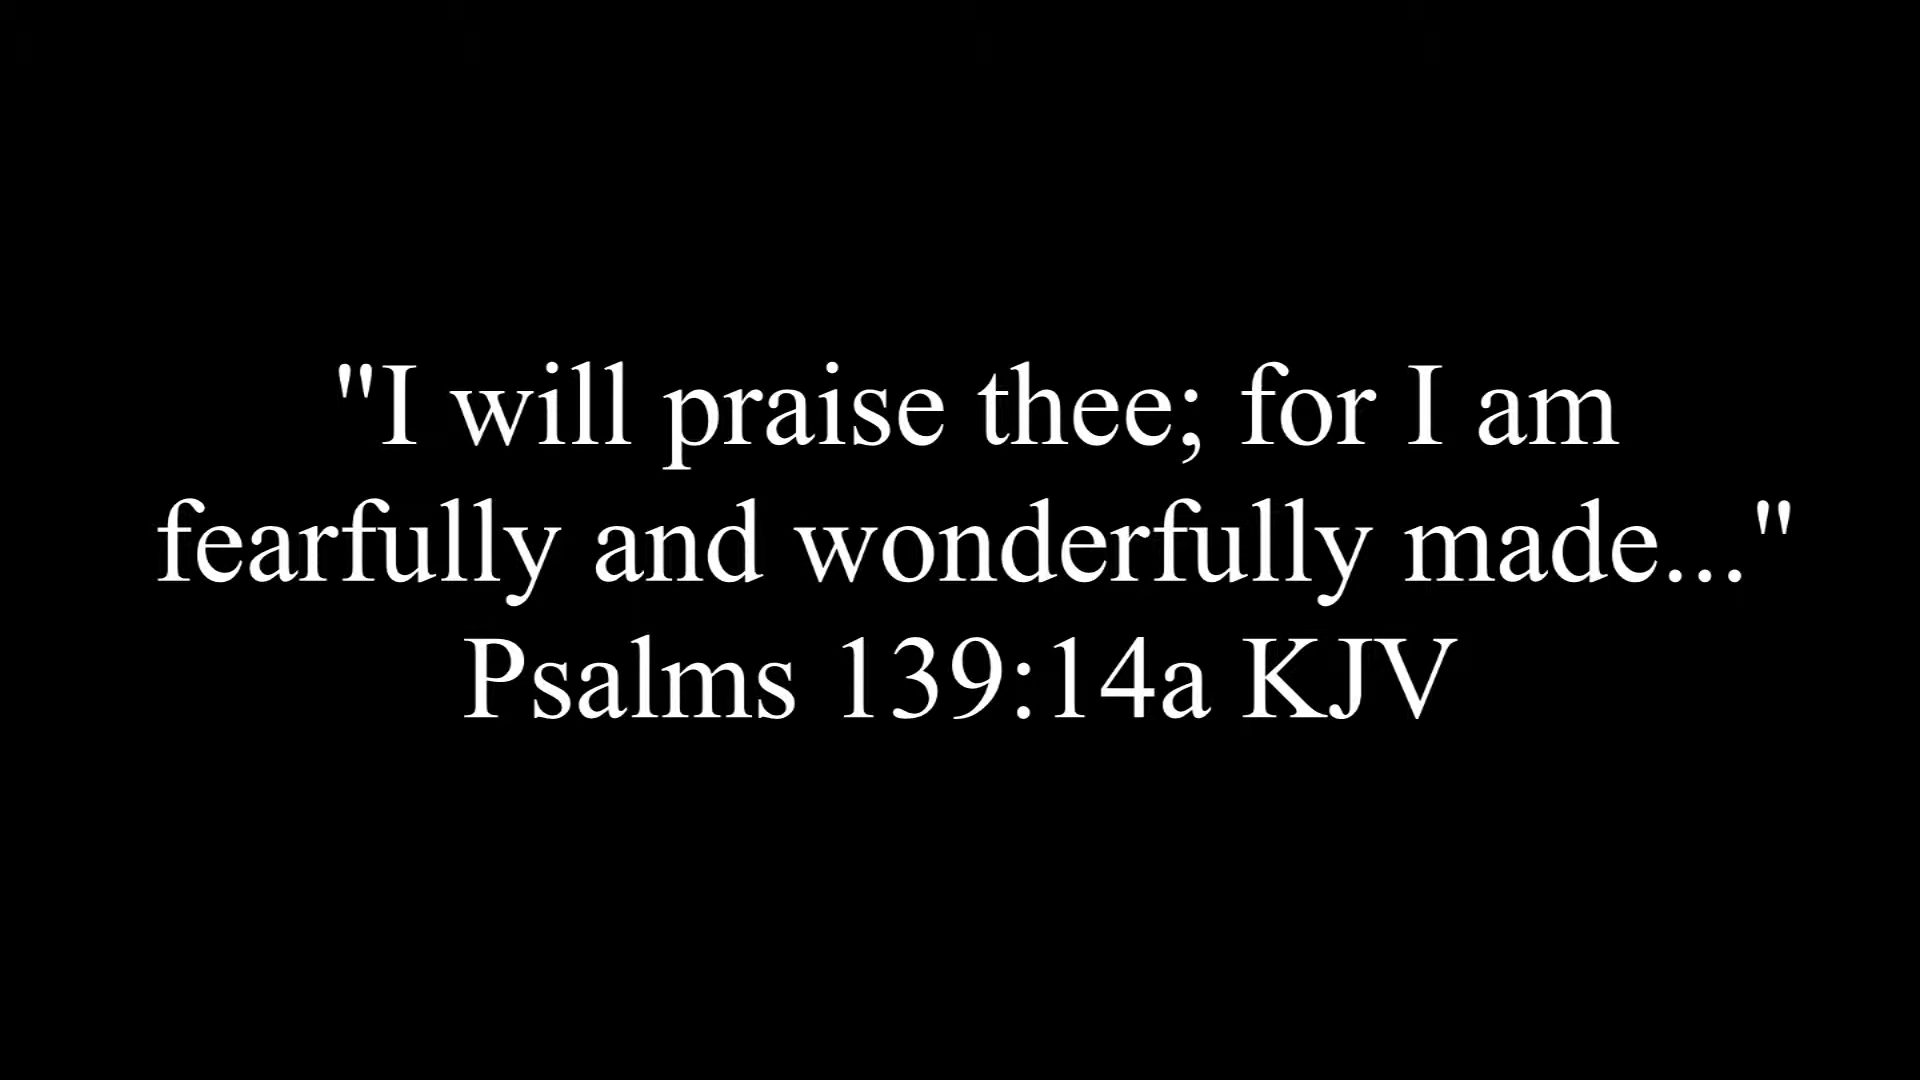 "I will praise thee; for I am
fearfully and wonderfully made..."
Psalms 139:14a KJV